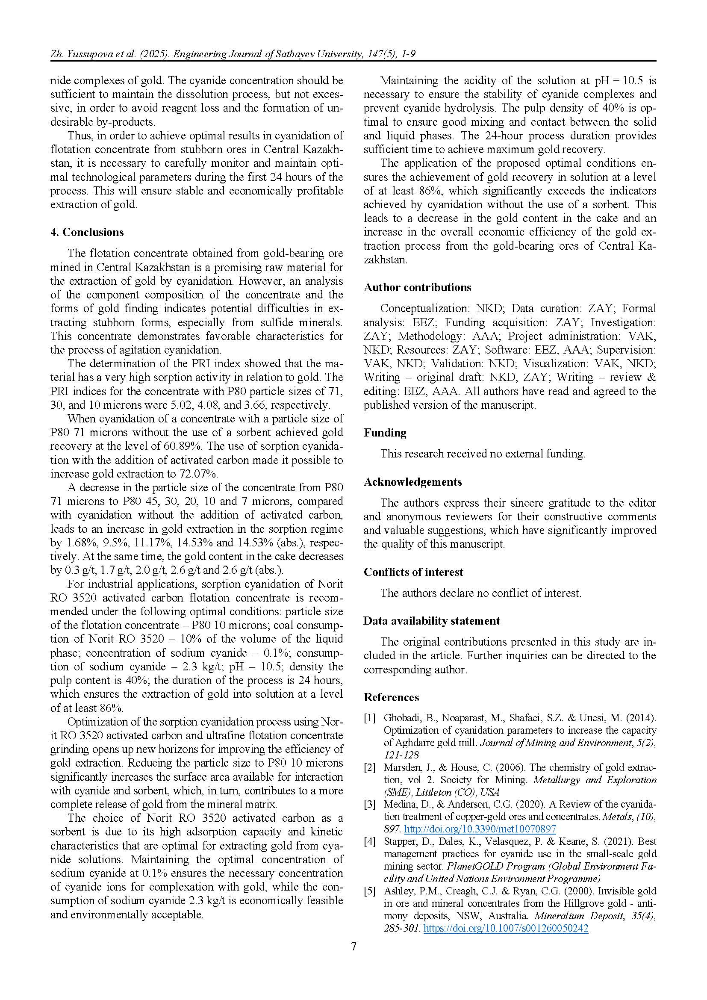 Zh. Yussupova et al. (2025). Engineering Journal of Satbayev University, 147(5), 1-9
nide complexes of gold. The cyanide concentration should be
sufficient to maintain the dissolution process, but not exces-
sive, in order to avoid reagent loss and the formation of un-
desirable by-products.
Thus, in order to achieve optimal results in cyanidation of
flotation concentrate from stubborn ores in Central Kazakh-
stan, it is necessary to carefully monitor and maintain opti-
mal technological parameters during the first 24 hours of the
process. This will ensure stable and economically profitable
extraction of gold.
4. Conclusions
The flotation concentrate obtained from gold-bearing ore
mined in Central Kazakhstan is a promising raw material for
the extraction of gold by cyanidation. However, an analysis
of the component composition of the concentrate and the
forms of gold finding indicates potential difficulties in ex-
tracting stubborn forms, especially from sulfide minerals.
This concentrate demonstrates favorable characteristics for
the process of agitation cyanidation.
The determination of the PRI index showed that the ma-
terial has a very high sorption activity in relation to gold. The
PRI indices for the concentrate with P80 particle sizes of 71,
30, and 10 microns were 5.02, 4.08, and 3.66, respectively.
When cyanidation of a concentrate with a particle size of
P80 71 microns without the use of a sorbent achieved gold
recovery at the level of 60.89%. The use of sorption cyanida-
tion with the addition of activated carbon made it possible to
increase gold extraction to 72.07%.
A decrease in the particle size of the concentrate from P80
71 microns to P80 45, 30, 20, 10 and 7 microns, compared
with cyanidation without the addition of activated carbon,
leads to an increase in gold extraction in the sorption regime
by 1.68%, 9.5%, 11.17%, 14.53% and 14.53% (abs.), respec-
tively. At the same time, the gold content in the cake decreases
by 0.3 g/t, 1.7 g/t, 2.0 g/t, 2.6 g/t and 2.6 g/t (abs.).
For industrial applications, sorption cyanidation of Norit
RO 3520 activated carbon flotation concentrate is recom-
mended under the following optimal conditions: particle size
of the flotation concentrate – P80 10 microns; coal consump-
tion of Norit RO 3520 – 10% of the volume of the liquid
phase; concentration of sodium cyanide – 0.1%; consump-
tion of sodium cyanide – 2.3 kg/t; pH – 10.5; density the
pulp content is 40%; the duration of the process is 24 hours,
which ensures the extraction of gold into solution at a level
of at least 86%.
Optimization of the sorption cyanidation process using Nor-
it RO 3520 activated carbon and ultrafine flotation concentrate
grinding opens up new horizons for improving the efficiency of
gold extraction. Reducing the particle size to P80 10 microns
significantly increases the surface area available for interaction
with cyanide and sorbent, which, in turn, contributes to a more
complete release of gold from the mineral matrix.
The choice of Norit RO 3520 activated carbon as a
sorbent is due to its high adsorption capacity and kinetic
characteristics that are optimal for extracting gold from cya-
nide solutions. Maintaining the optimal concentration of
sodium cyanide at 0.1% ensures the necessary concentration
of cyanide ions for complexation with gold, while the con-
sumption of sodium cyanide 2.3 kg/t is economically feasible
and environmentally acceptable.
Maintaining the acidity of the solution at pH = 10.5 is
necessary to ensure the stability of cyanide complexes and
prevent cyanide hydrolysis. The pulp density of 40% is op-
timal to ensure good mixing and contact between the solid
and liquid phases. The 24-hour process duration provides
sufficient time to achieve maximum gold recovery.
The application of the proposed optimal conditions en-
sures the achievement of gold recovery in solution at a level
of at least 86%, which significantly exceeds the indicators
achieved by cyanidation without the use of a sorbent. This
leads to a decrease in the gold content in the cake and an
increase in the overall economic efficiency of the gold ex-
traction process from the gold-bearing ores of Central Ka-
zakhstan.
Author contributions
Conceptualization: NKD; Data curation: ZAY; Formal
analysis: EEZ; Funding acquisition: ZAY; Investigation:
ZAY; Methodology: AAA; Project administration: VAK,
NKD; Resources: ZAY; Software: EEZ, AAA; Supervision:
VAK, NKD; Validation: NKD; Visualization: VAK, NKD;
Writing – original draft: NKD, ZAY; Writing – review &
editing: EEZ, AAA. All authors have read and agreed to the
published version of the manuscript.
Funding
This research received no external funding.
Acknowledgements
The authors express their sincere gratitude to the editor
and anonymous reviewers for their constructive comments
and valuable suggestions, which have significantly improved
the quality of this manuscript.
Conflicts of interest
The authors declare no conflict of interest.
Data availability statement
The original contributions presented in this study are in-
cluded in the article. Further inquiries can be directed to the
corresponding author.
References
[1] Ghobadi, B., Noaparast, M., Shafaei, S.Z. & Unesi, M. (2014).
Optimization of cyanidation parameters to increase the capacity
of Aghdarre gold mill. Journal of Mining and Environment, 5(2),
121-128
[2] Marsden, J., & House, C. (2006). The chemistry of gold extrac-
tion, vol 2. Society for Mining. Metallurgy and Exploration
(SME), Littleton (CO), USA
[3] Medina, D., & Anderson, C.G. (2020). A Review of the cyanida-
tion treatment of copper-gold ores and concentrates. Metals, (10),
897. http://doi.org/10.3390/met10070897
[4] Stapper, D., Dales, K., Velasquez, P. & Keane, S. (2021). Best
management practices for cyanide use in the small-scale gold
mining sector. PlanetGOLD Program (Global Environment Fa-
cility and United Nations Environment Programme)
[5] Ashley, P.M., Creagh, C.J. & Ryan, C.G. (2000). Invisible gold
in ore and mineral concentrates from the Hillgrove gold - anti-
mony deposits, NSW, Australia. Mineralium Deposit, 35(4),
285-301. https://doi.org/10.1007/s001260050242
7